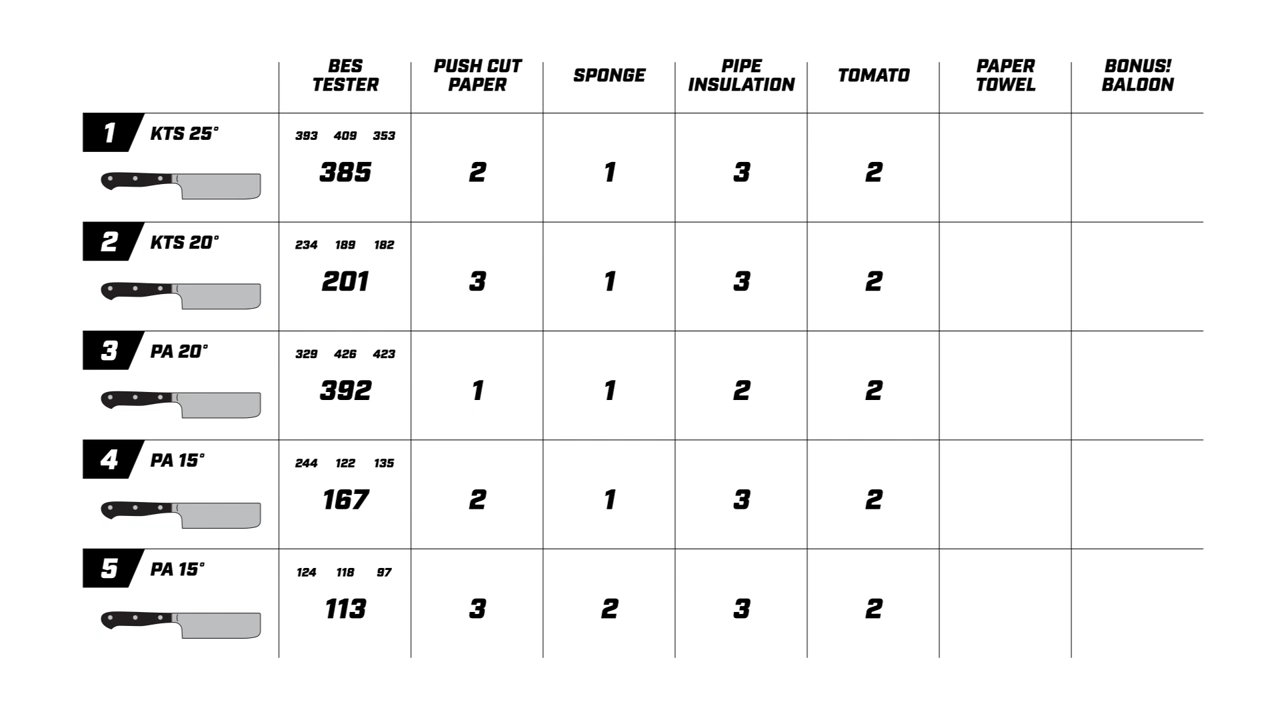 BES TESTER
PUSH CUT PAPER
SPONGE
PIPE INSULATION
TOMATO
PAPER TOWEL
BONUS! BALOON
1 KTS 25°
393 409 353
385 2 1 3 2
2 KTS 20°
234 189 182
201 3 1 3 2
3 PA 20°
329 426 423
392 1 1 2 2
4 PA 15°
244 122 135
167 2 1 3 2
5 PA 15°
124 118 97
113 3 2 3 2